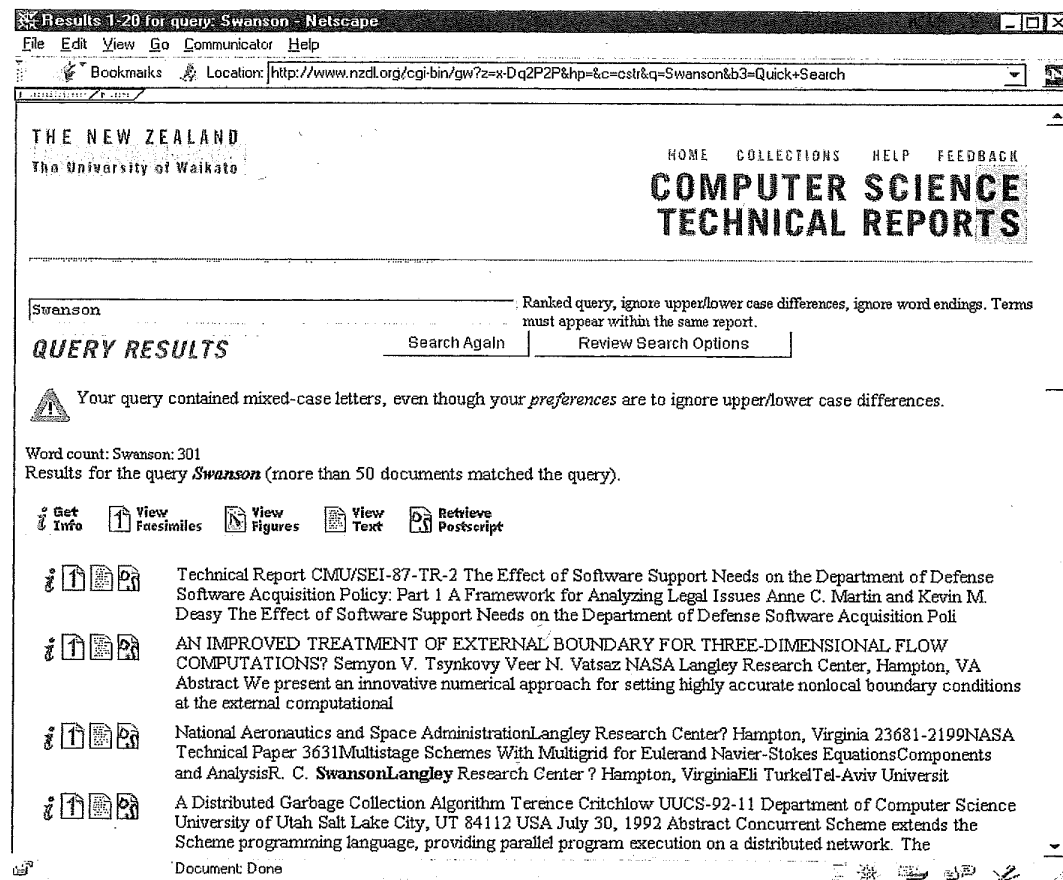 Results 1-20 for query: Swanson - Netscape
File Edit View Go Communicator Help
Bookmarks Location: http://www.nzdl.org/cgi-bin/gw?z=x-Dq2P2P&hp=&c=cstr&q=Swanson&b3=Quick+Search
THE NEW ZEALAND
The University of Waikato
HOME COLLECTIONS HELP FEEDBACK
COMPUTER SCIENCE
TECHNICAL REPORTS
Swanson
Ranked query, ignore upper/lower case differences, ignore word endings. Terms
must appear within the same report.
QUERY RESULTS Search Again Review Search Options
Your query contained mixed-case letters, even though your preferences are to ignore upper/lower case differences.
Word count: Swanson: 301
Results for the query Swanson (more than 50 documents matched the query).
Get Info View Facsimiles View Figures View Text Retrieve Postscript
Technical Report CMU/SEI-87-TR-2 The Effect of Software Support Needs on the Department of Defense
Software Acquisition Policy: Part 1 A Framework for Analyzing Legal Issues Anne C. Martin and Kevin M.
Deasy The Effect of Software Support Needs on the Department of Defense Software Acquisition Poli
AN IMPROVED TREATMENT OF EXTERNAL BOUNDARY FOR THREE-DIMENSIONAL FLOW
COMPUTATIONS? Semyon V. Tsynkovy Veer N. Vatsaz NASA Langley Research Center, Hampton, VA
Abstract We present an innovative numerical approach for setting highly accurate nonlocal boundary conditions
at the external computational
National Aeronautics and Space AdministrationLangley Research Center? Hampton, Virginia 23681-2199NASA
Technical Paper 3631Multistage Schemes With Multigrid for Eulerand Navier-Stokes EquationsComponents
and AnalysisR. C. SwansonLangley Research Center ? Hampton, VirginiaEli TurkelTel-Aviv Universit
A Distributed Garbage Collection Algorithm Terence Critchlow UUCS-92-11 Department of Computer Science
University of Utah Salt Lake City, UT 84112 USA July 30, 1992 Abstract Concurrent Scheme extends the
Scheme programming language, providing parallel program execution on a distributed network. The
Document: Done